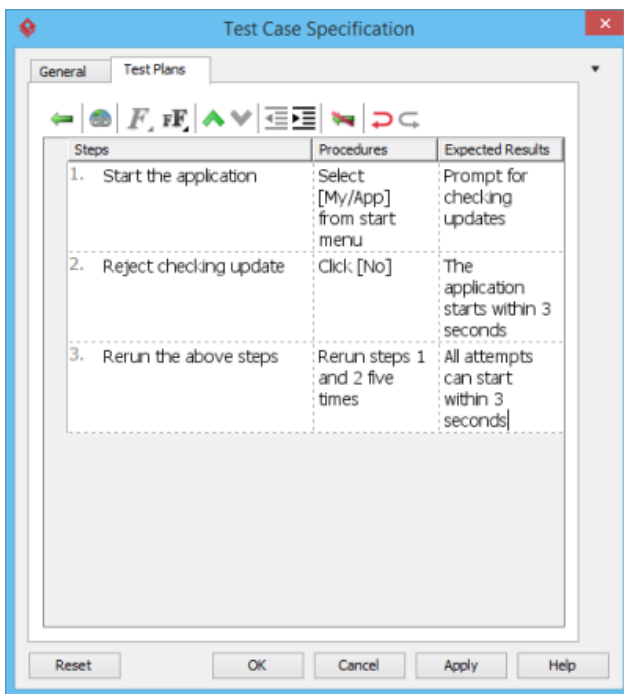 Test Case Specification
General Test Plans
Steps Procedures Expected Results
1. Start the application
Select
[My/App]
from start
menu
Prompt for
checking
updates
2. Reject checking update
Click [No]
The
application
starts within 3
seconds
3. Rerun the above steps
Rerun steps 1
and 2 five
times
All attempts
can start
within 3
seconds
Reset OK Cancel Apply Help